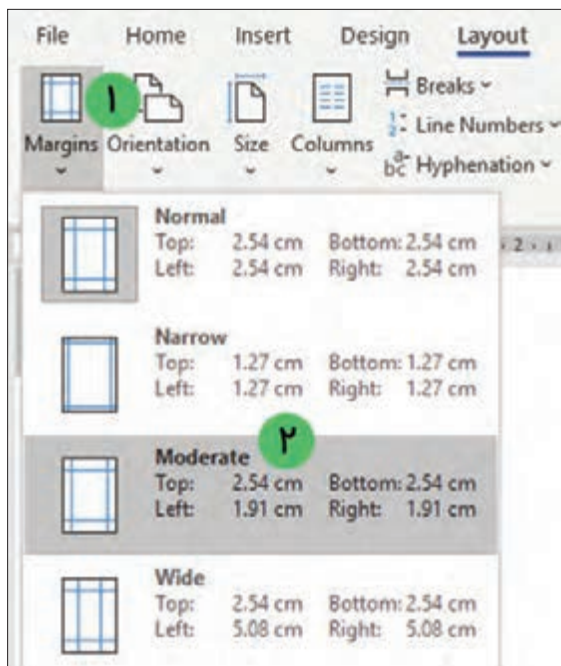 File Home Insert Design Layout
Margins Orientation Size Columns
Breaks
Line Numbers
Hyphenation
۱
Normal
Top: 2.54 cm Bottom: 2.54 cm
Left: 2.54 cm Right: 2.54 cm
2
Narrow
Top: 1.27 cm Bottom: 1.27 cm
Left: 1.27 cm Right: 1.27 cm
۲
Moderate
Top: 2.54 cm Bottom: 2.54 cm
Left: 1.91 cm Right: 1.91 cm
Wide
Top: 2.54 cm Bottom: 2.54 cm
Left: 5.08 cm Right: 5.08 cm